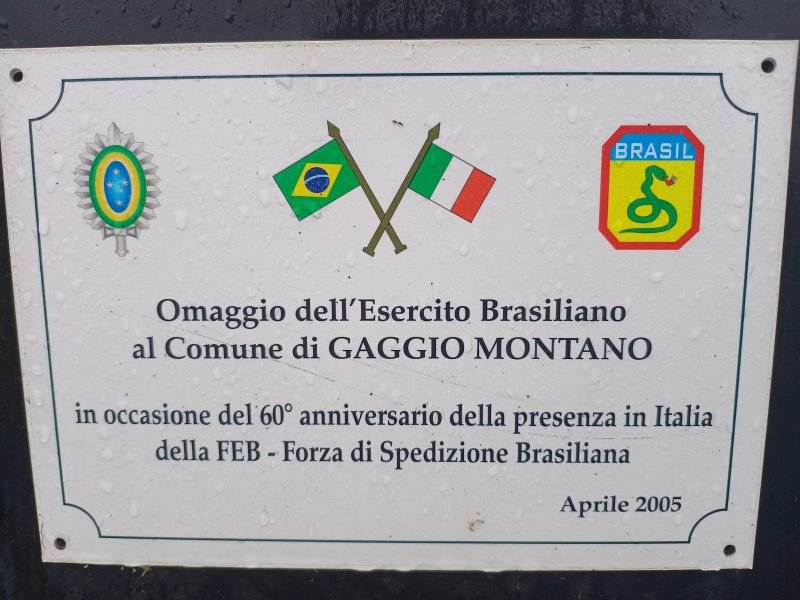 BRASIL
Omaggio dell'Esercito Brasiliano
al Comune di GAGGIO MONTANO
in occasione del 60° anniversario della presenza in Italia
della FEB - Forza di Spedizione Brasiliana
Aprile 2005